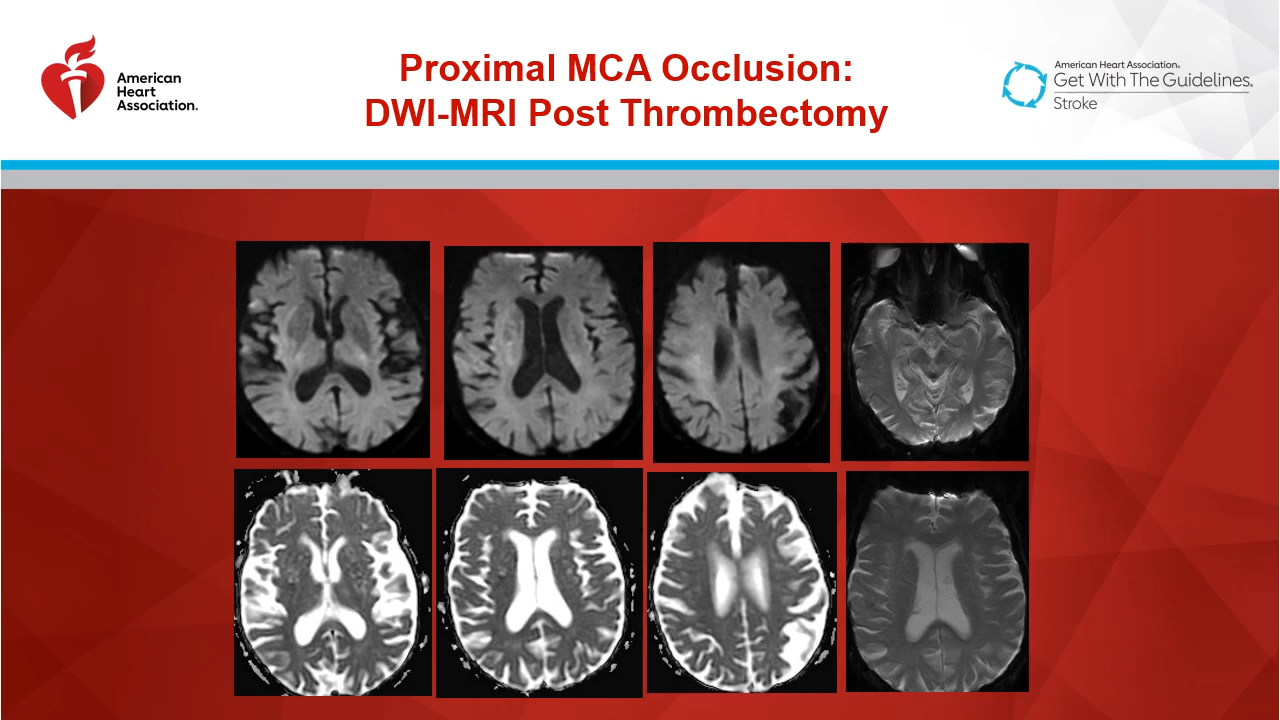 American
Heart
Association.
Proximal MCA Occlusion:
DWI-MRI Post Thrombectomy
American Heart Association.
Get With The Guidelines.
Stroke